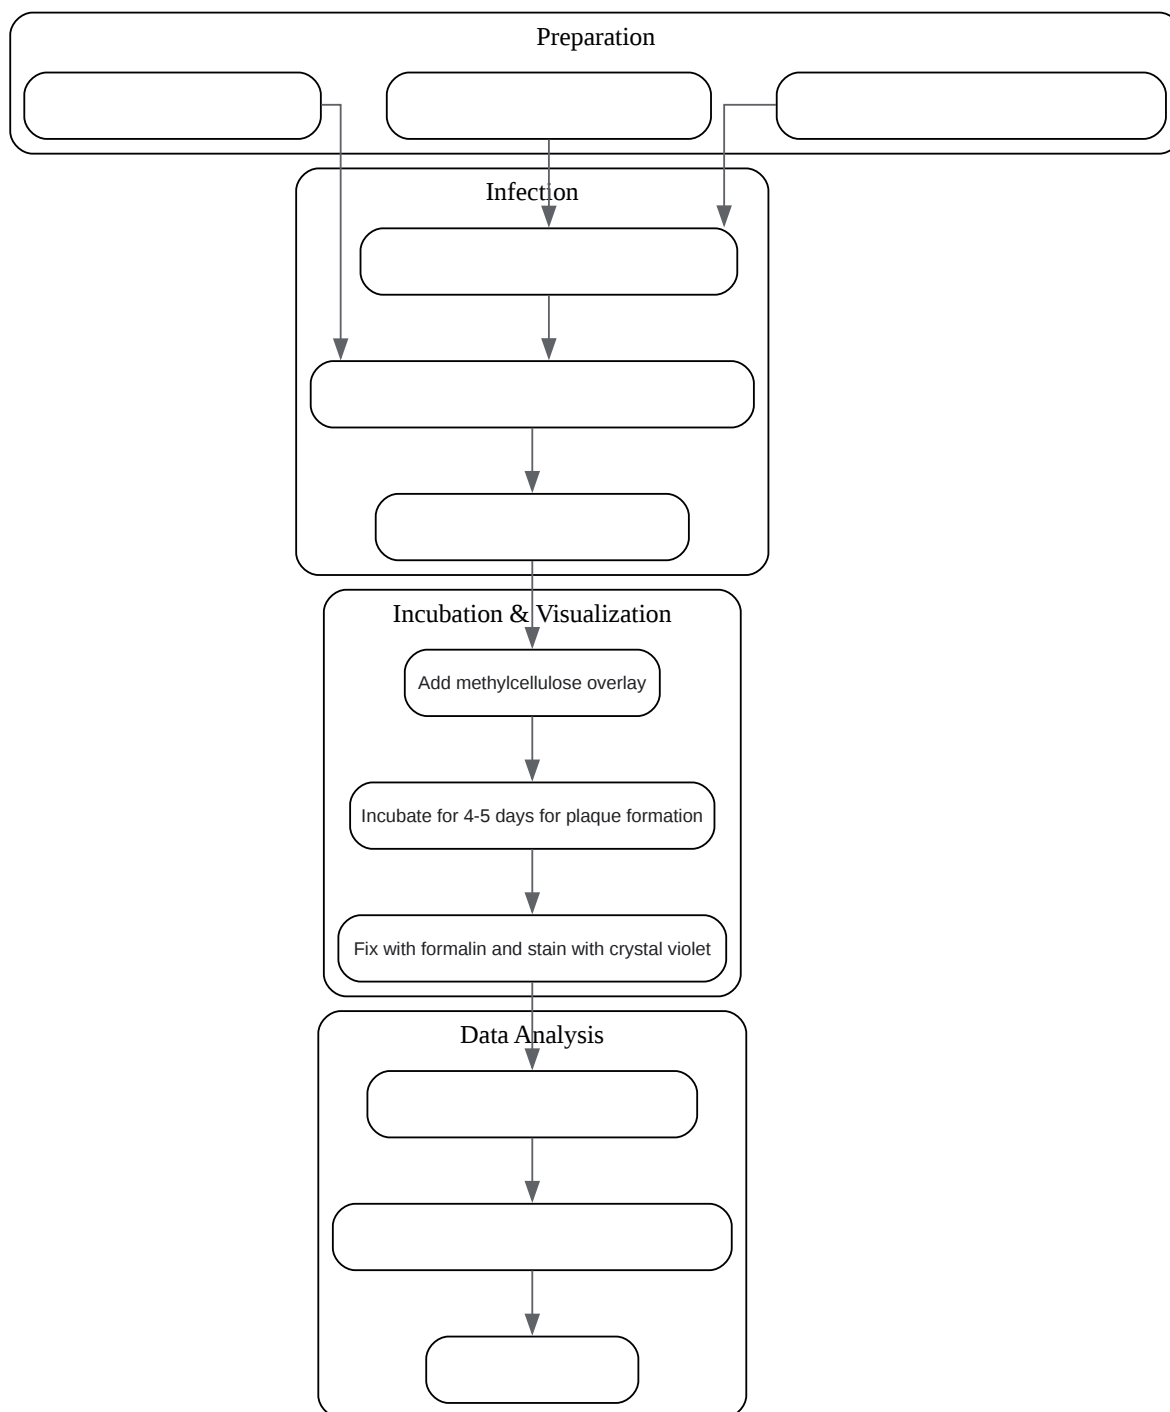 Preparation
Infection
Incubation & Visualization
Add methylcellulose overlay
Incubate for 4-5 days for plaque formation
Fix with formalin and stain with crystal violet
Data Analysis